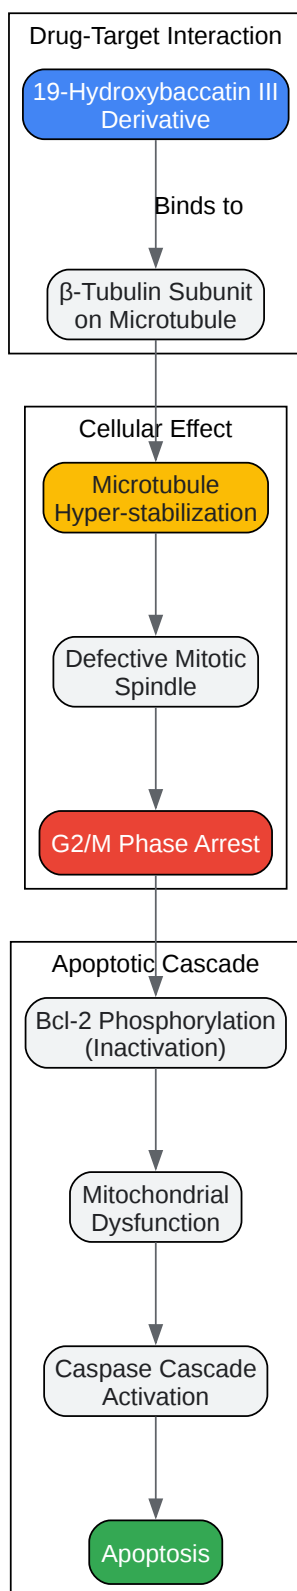 Drug-Target Interaction
19-Hydroxybaccatin III
Derivative
Binds to
β-Tubulin Subunit
on Microtubule
Cellular Effect
Microtubule
Hyper-stabilization
Defective Mitotic
Spindle
G2/M Phase Arrest
Apoptotic Cascade
Bcl-2 Phosphorylation
(Inactivation)
Mitochondrial
Dysfunction
Caspase Cascade
Activation
Apoptosis